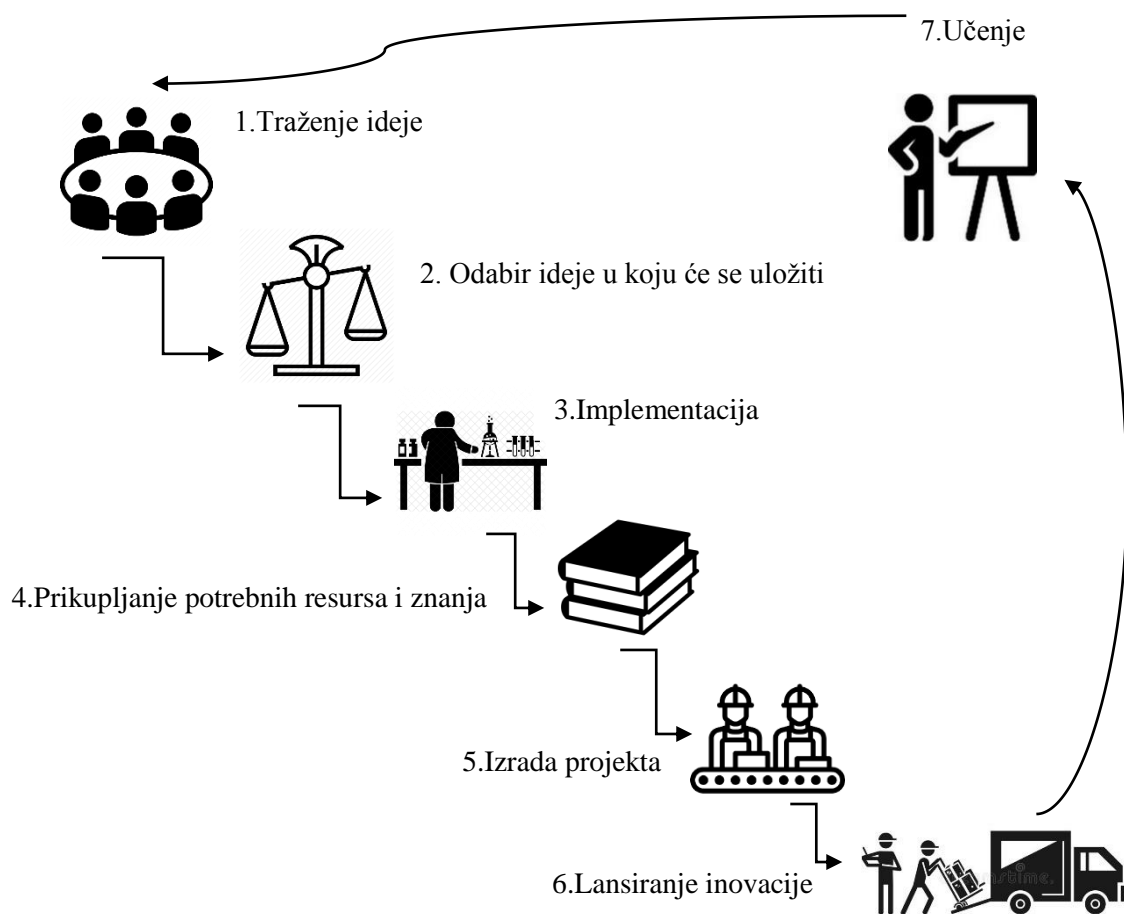 7.Učenje
1.Traženje ideje
2. Odabir ideje u koju će se uložiti
3.Implementacija
4.Prikupljanje potrebnih resursa i znanja
5.Izrada projekta
6.Lansiranje inovacije